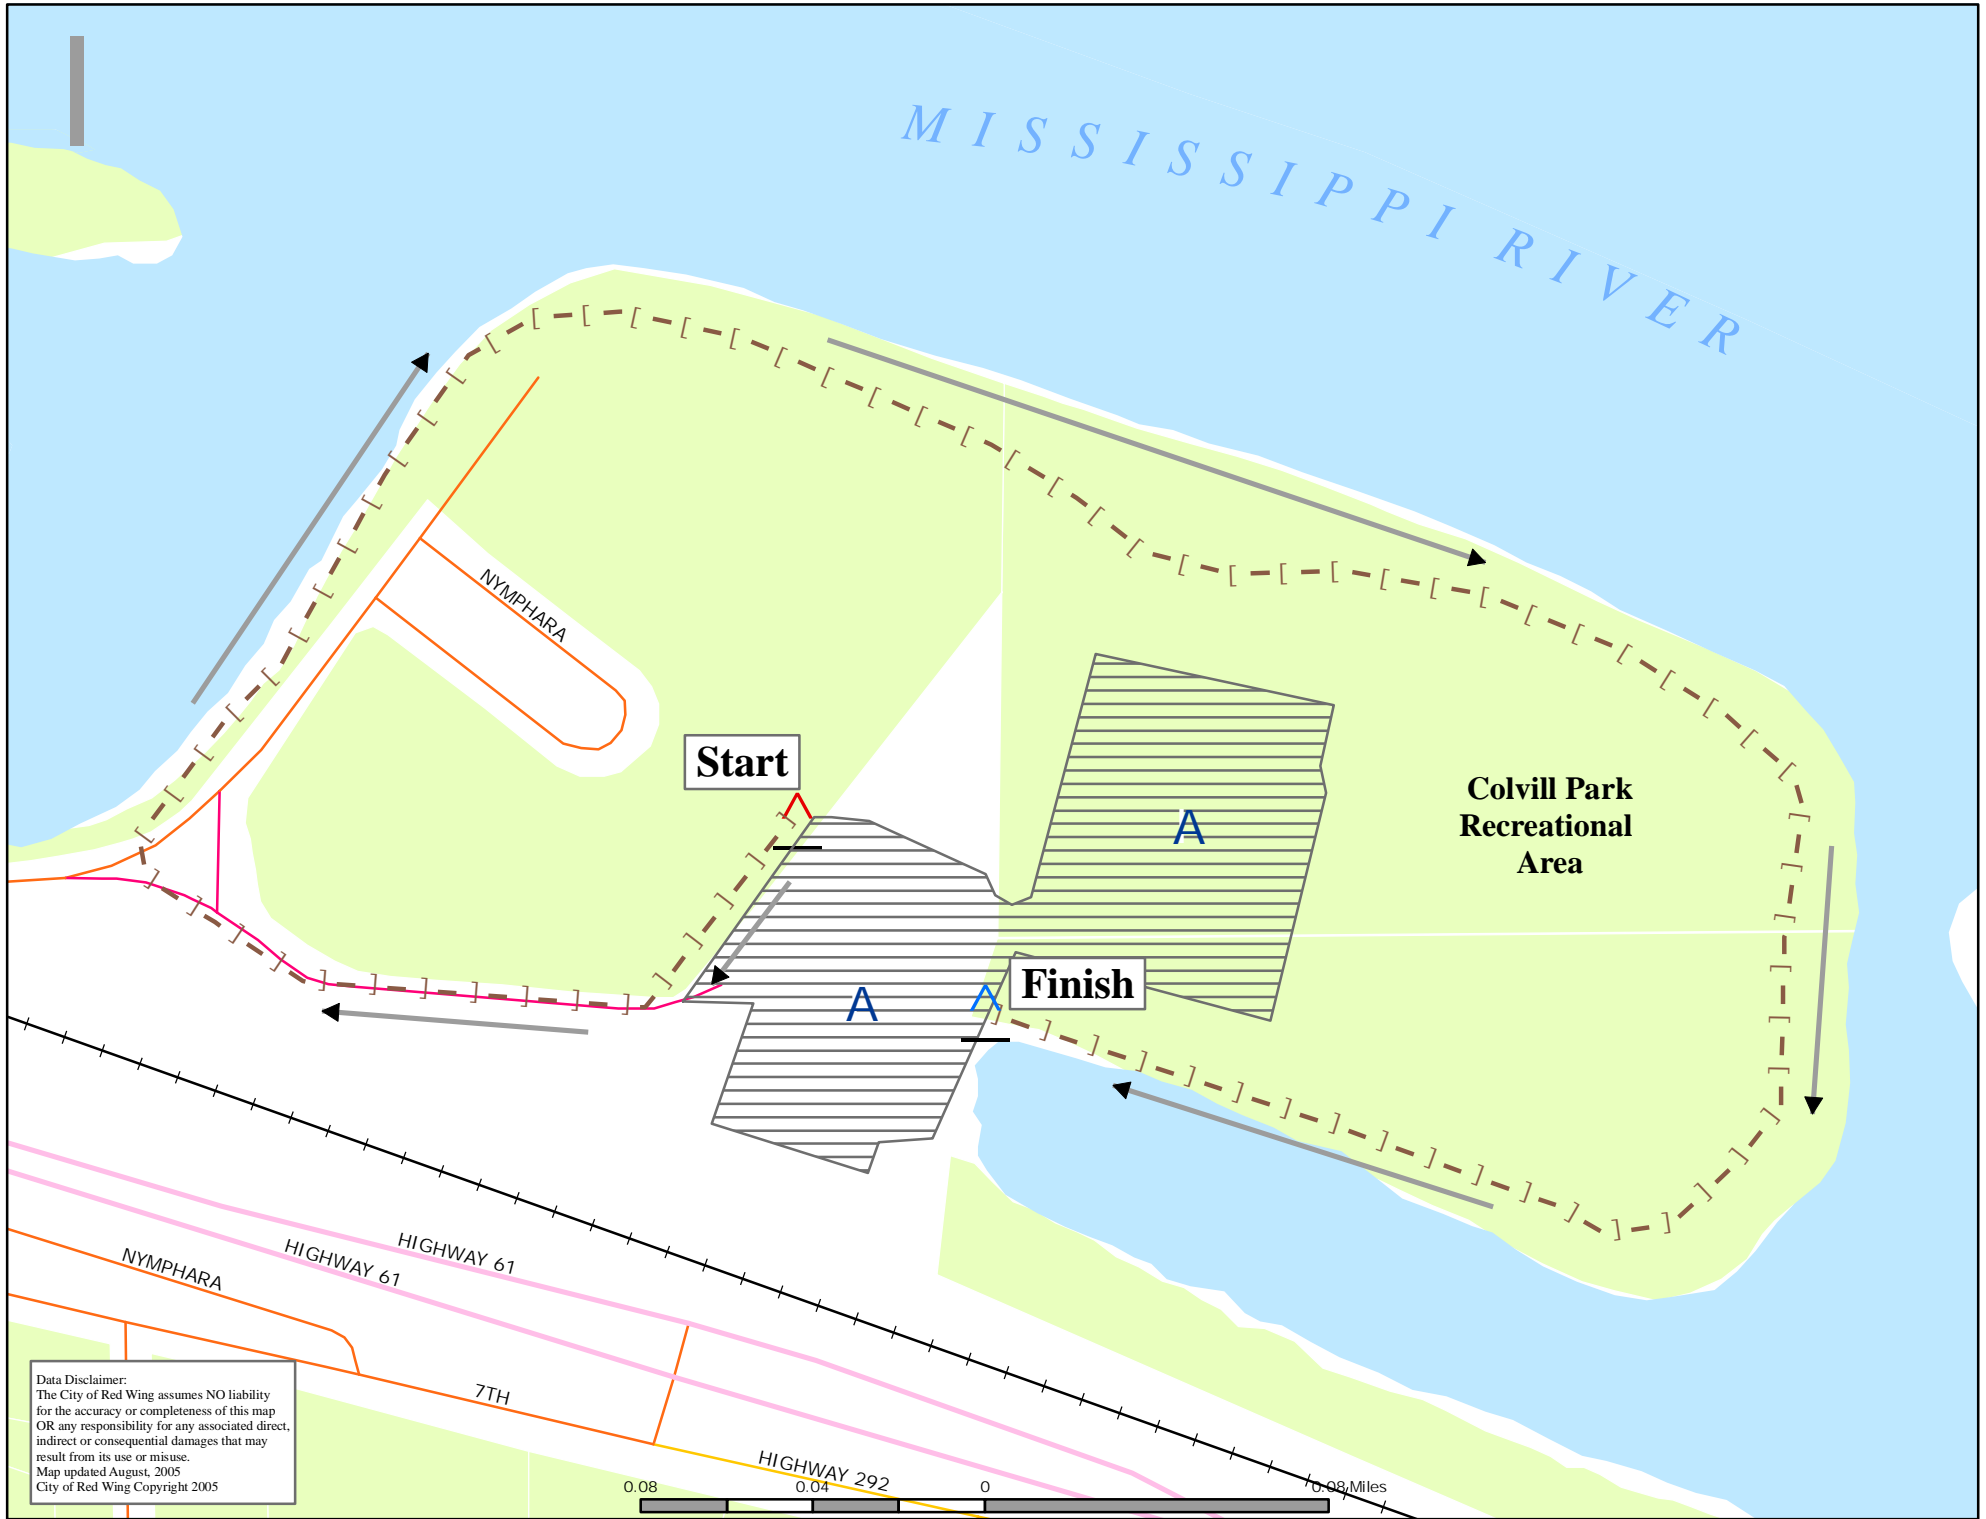 MISSISSIPPI RIVER
NYMPHARA
Start
Colvill Park
Recreational
Area
A
Finish
A
HIGHWAY 61
HIGHWAY 61
NYMPHARA
7TH
HIGHWAY 292
Data Disclaimer:
The City of Red Wing assumes NO liability
for the accuracy or completeness of this map
OR any responsibility for any associated direct,
indirect or consequential damages that may
result from its use or misuse.
Map updated August, 2005
City of Red Wing Copyright 2005
0.08 0.04 0 0.08 Miles